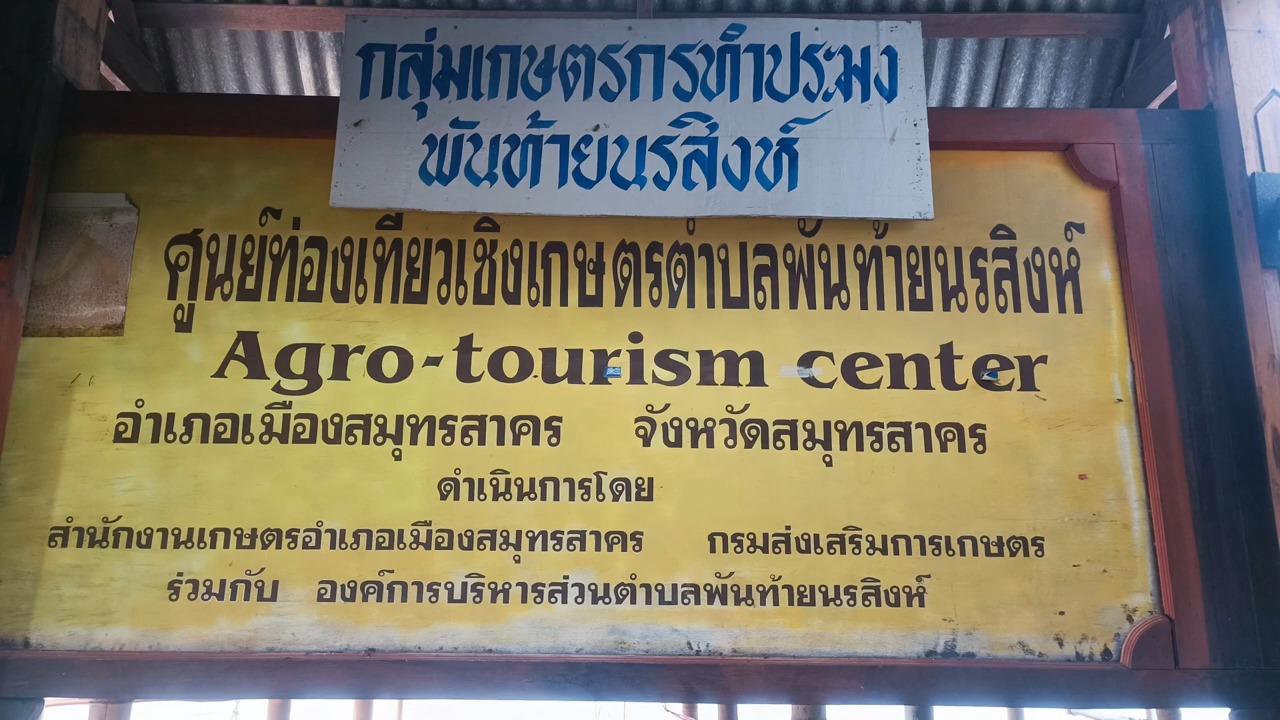 กลุ่มเกษตรกรทำประมง
พันท้ายนรสิงห์
ศูนย์ท่องเที่ยวเชิงเกษตรตำบลพันท้ายนรสิงห์
Agro-tourism center
อำเภอเมืองสมุทรสาคร จังหวัดสมุทรสาคร
ดำเนินการโดย
สำนักงานเกษตรอำเภอเมืองสมุทรสาคร กรมส่งเสริมการเกษตร
ร่วมกับ องค์การบริหารส่วนตำบลพันท้ายนรสิงห์